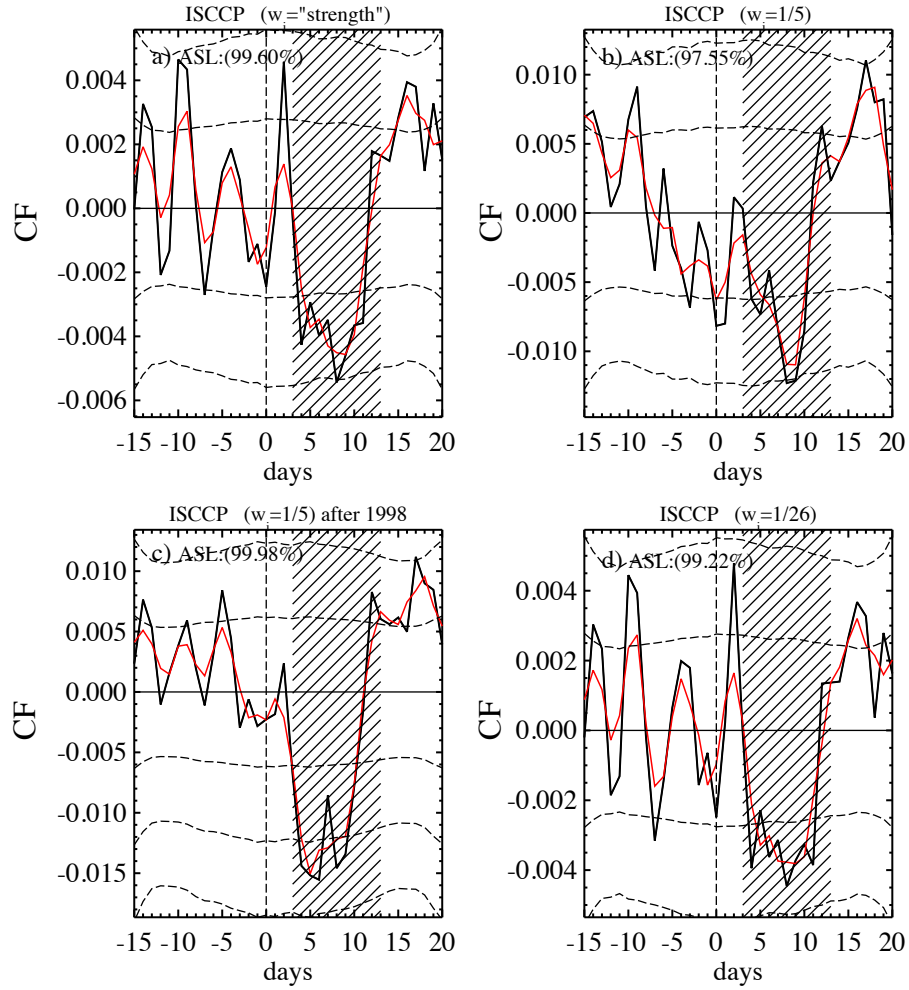 ISCCP (w_i="strength")
a) ASL:(99.60%)
CF
0.004
0.002
0.000
-0.002
-0.004
-0.006
-15 -10 -5 0 5 10 15 20
days
ISCCP (w_i=1/5)
b) ASL:(97.55%)
CF
0.010
0.005
0.000
-0.005
-0.010
-15 -10 -5 0 5 10 15 20
days
ISCCP (w_i=1/5) after 1998
c) ASL:(99.98%)
CF
0.010
0.005
0.000
-0.005
-0.010
-0.015
-15 -10 -5 0 5 10 15 20
days
ISCCP (w_i=1/26)
d) ASL:(99.22%)
CF
0.004
0.002
0.000
-0.002
-0.004
-15 -10 -5 0 5 10 15 20
days